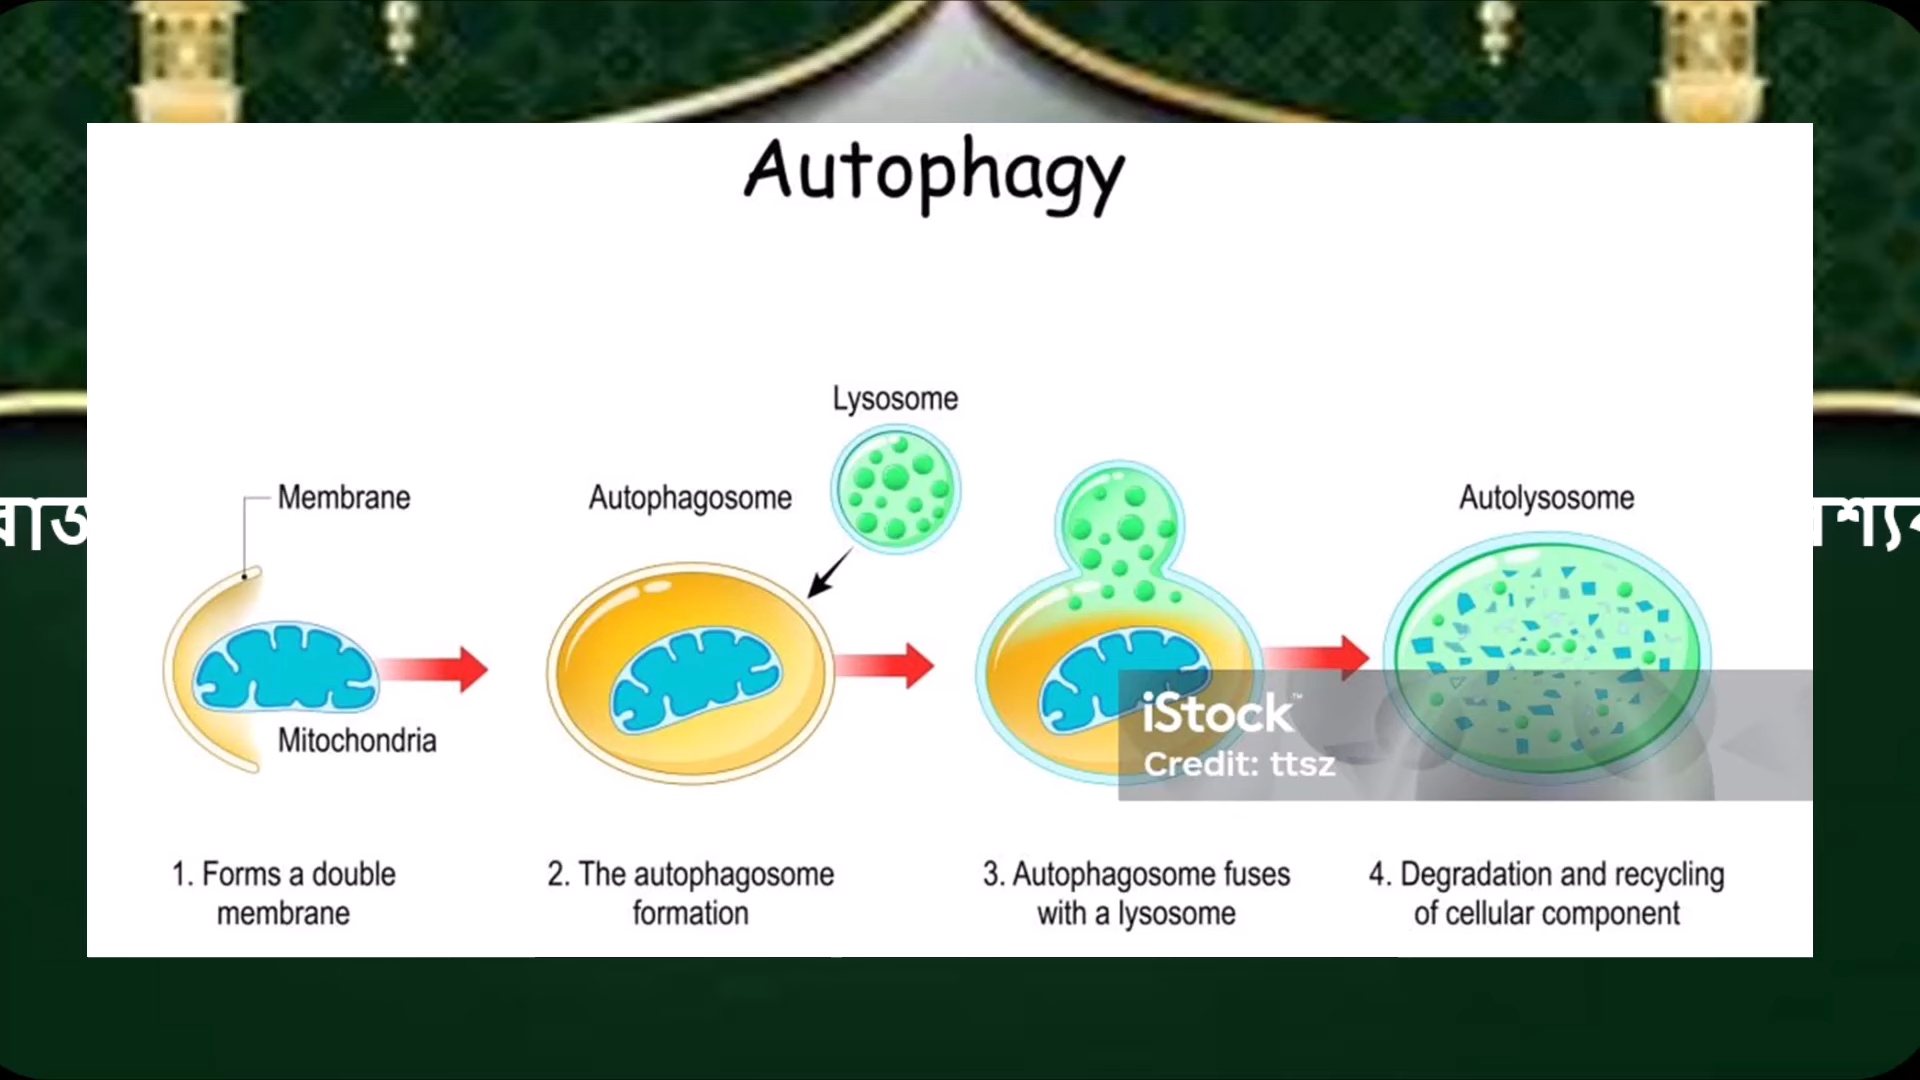 Autophagy
Lysosome
Membrane
Autophagosome
Autolysosome
Mitochondria
iStock™
Credit: ttsz
1. Forms a double
membrane
2. The autophagosome
formation
3. Autophagosome fuses
with a lysosome
4. Degradation and recycling
of cellular component